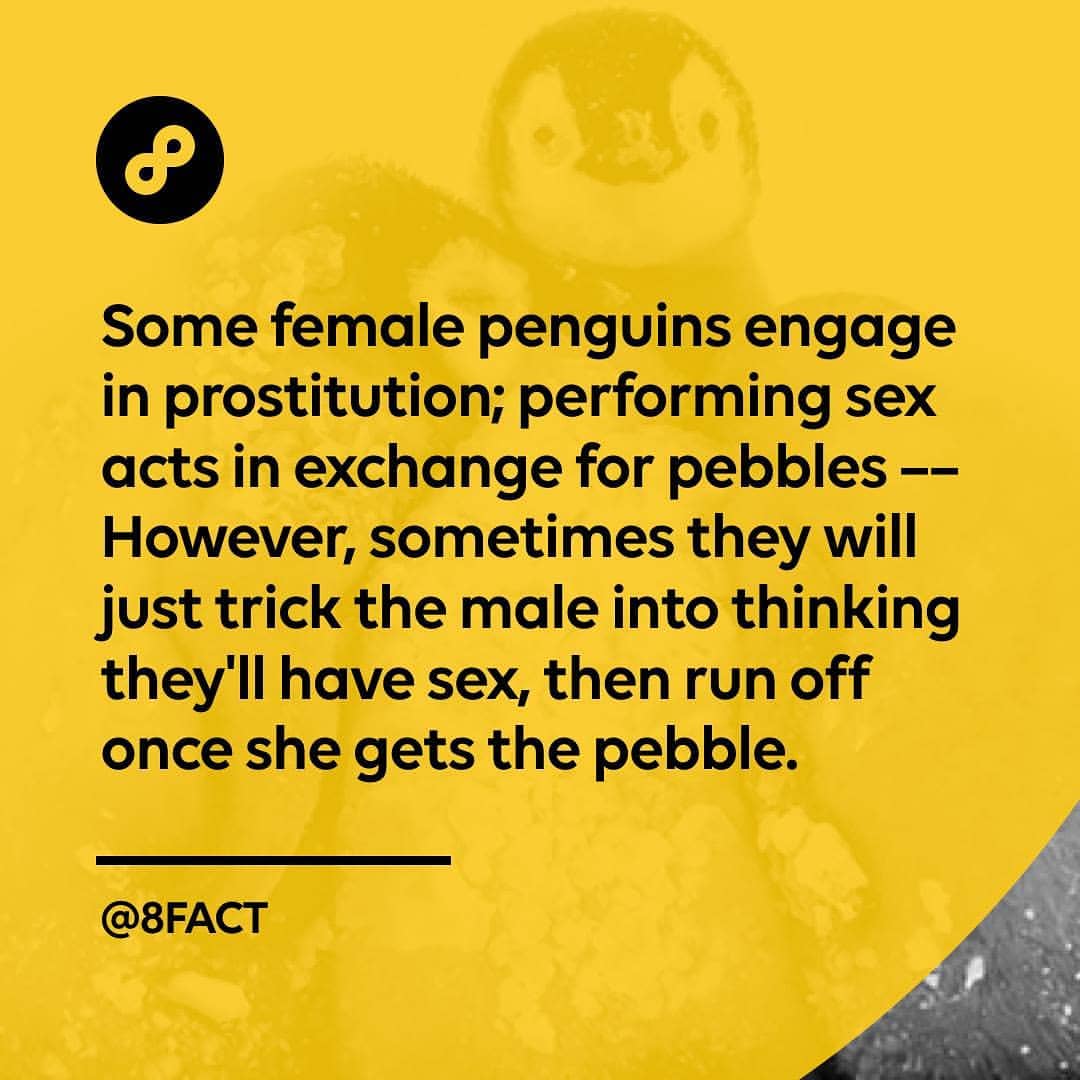 Some female penguins engage
in prostitution; performing sex
acts in exchange for pebbles --
However, sometimes they will
just trick the male into thinking
they'll have sex, then run off
once she gets the pebble.
@8FACT